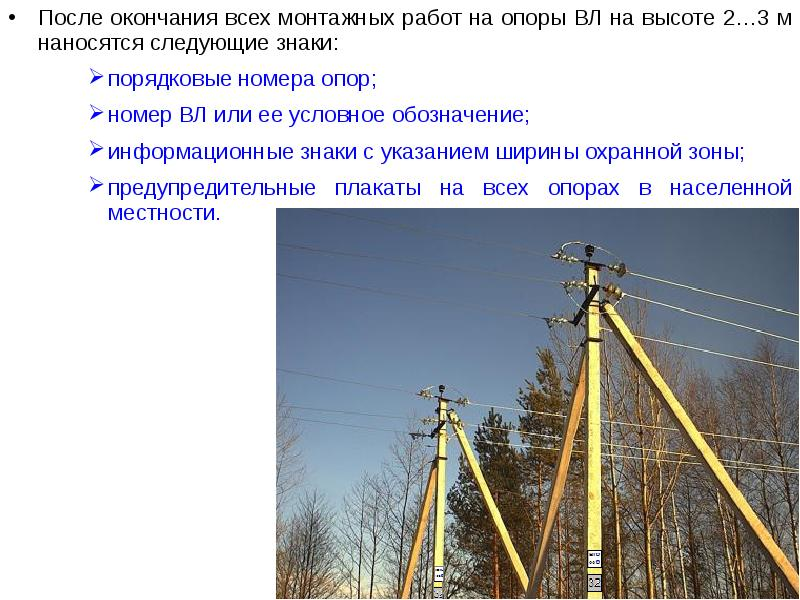 • После окончания всех монтажных работ на опоры ВЛ на высоте 2…3 м
наносятся следующие знаки:
➢ порядковые номера опор;
➢ номер ВЛ или ее условное обозначение;
➢ информационные знаки с указанием ширины охранной зоны;
➢ предупредительные плакаты на всех опорах в населенной
местности.
32